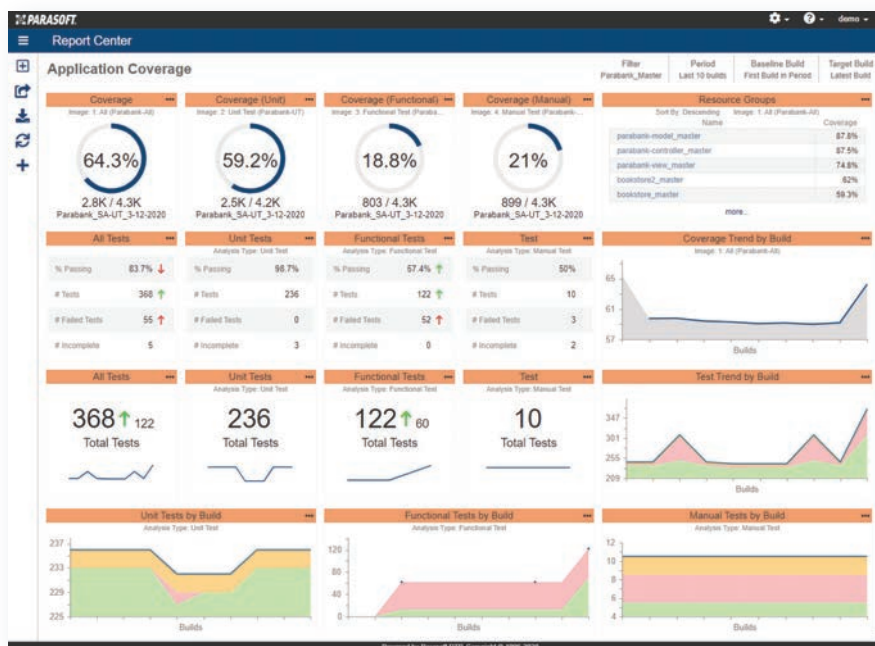 PARASOFT.
demo
Report Center
Application Coverage
Filter
Parabank_Master
Period
Last 10 builds
Baseline Build
First Build in Period
Target Build
Latest Build
Coverage
Image: 1. All (Parabank-All)
64.3%
2.8K / 4.3K
Parabank_SA-UT_3-12-2020
Coverage (Unit)
Image: 2. Unit Test (Parabank-UT)
59.2%
2.5K / 4.2K
Parabank_SA-UT_3-12-2020
Coverage (Functional)
Image: 3. Functional Test (Paraba...
18.8%
803 / 4.3K
Parabank_SA-UT_3-12-2020
Coverage (Manual)
Image: 4. Manual Test (Parabank-...
21%
899 / 4.3K
Parabank_SA-UT_3-12-2020
Resource Groups
Sort By: Descending Image: 1. All (Parabank-All)
Name Coverage
parabank-model_master 87.8%
parabank-controller_master 87.5%
parabank-view_master 74.8%
bookstore2_master 62%
bookstore_master 59.3%
more...
All Tests
% Passing 83.7%
# Tests 368
# Failed Tests 55
# Incomplete 5
Unit Tests
Analysis Type: Unit Test
% Passing 98.7%
# Tests 236
# Failed Tests 0
# Incomplete 3
Functional Tests
Analysis Type: Functional Test
% Passing 57.4%
# Tests 122
# Failed Tests 52
# Incomplete 0
Test
Analysis Type: Manual Test
% Passing 50%
# Tests 10
# Failed Tests 3
# Incomplete 2
Coverage Trend by Build
Image: 1. All (Parabank-All)
65
61
57
Builds
All Tests
368 122
Total Tests
Unit Tests
Analysis Type: Unit Test
236
Total Tests
Functional Tests
Analysis Type: Functional Test
122 60
Total Tests
Test
Analysis Type: Manual Test
10
Total Tests
Test Trend by Build
347
301
255
209
Builds
Unit Tests by Build
Analysis Type: Unit Test
237
233
229
225
Builds
Functional Tests by Build
Analysis Type: Functional Test
120
80
40
0
Builds
Manual Tests by Build
Analysis Type: Manual Test
12
10
8
6
4
Builds